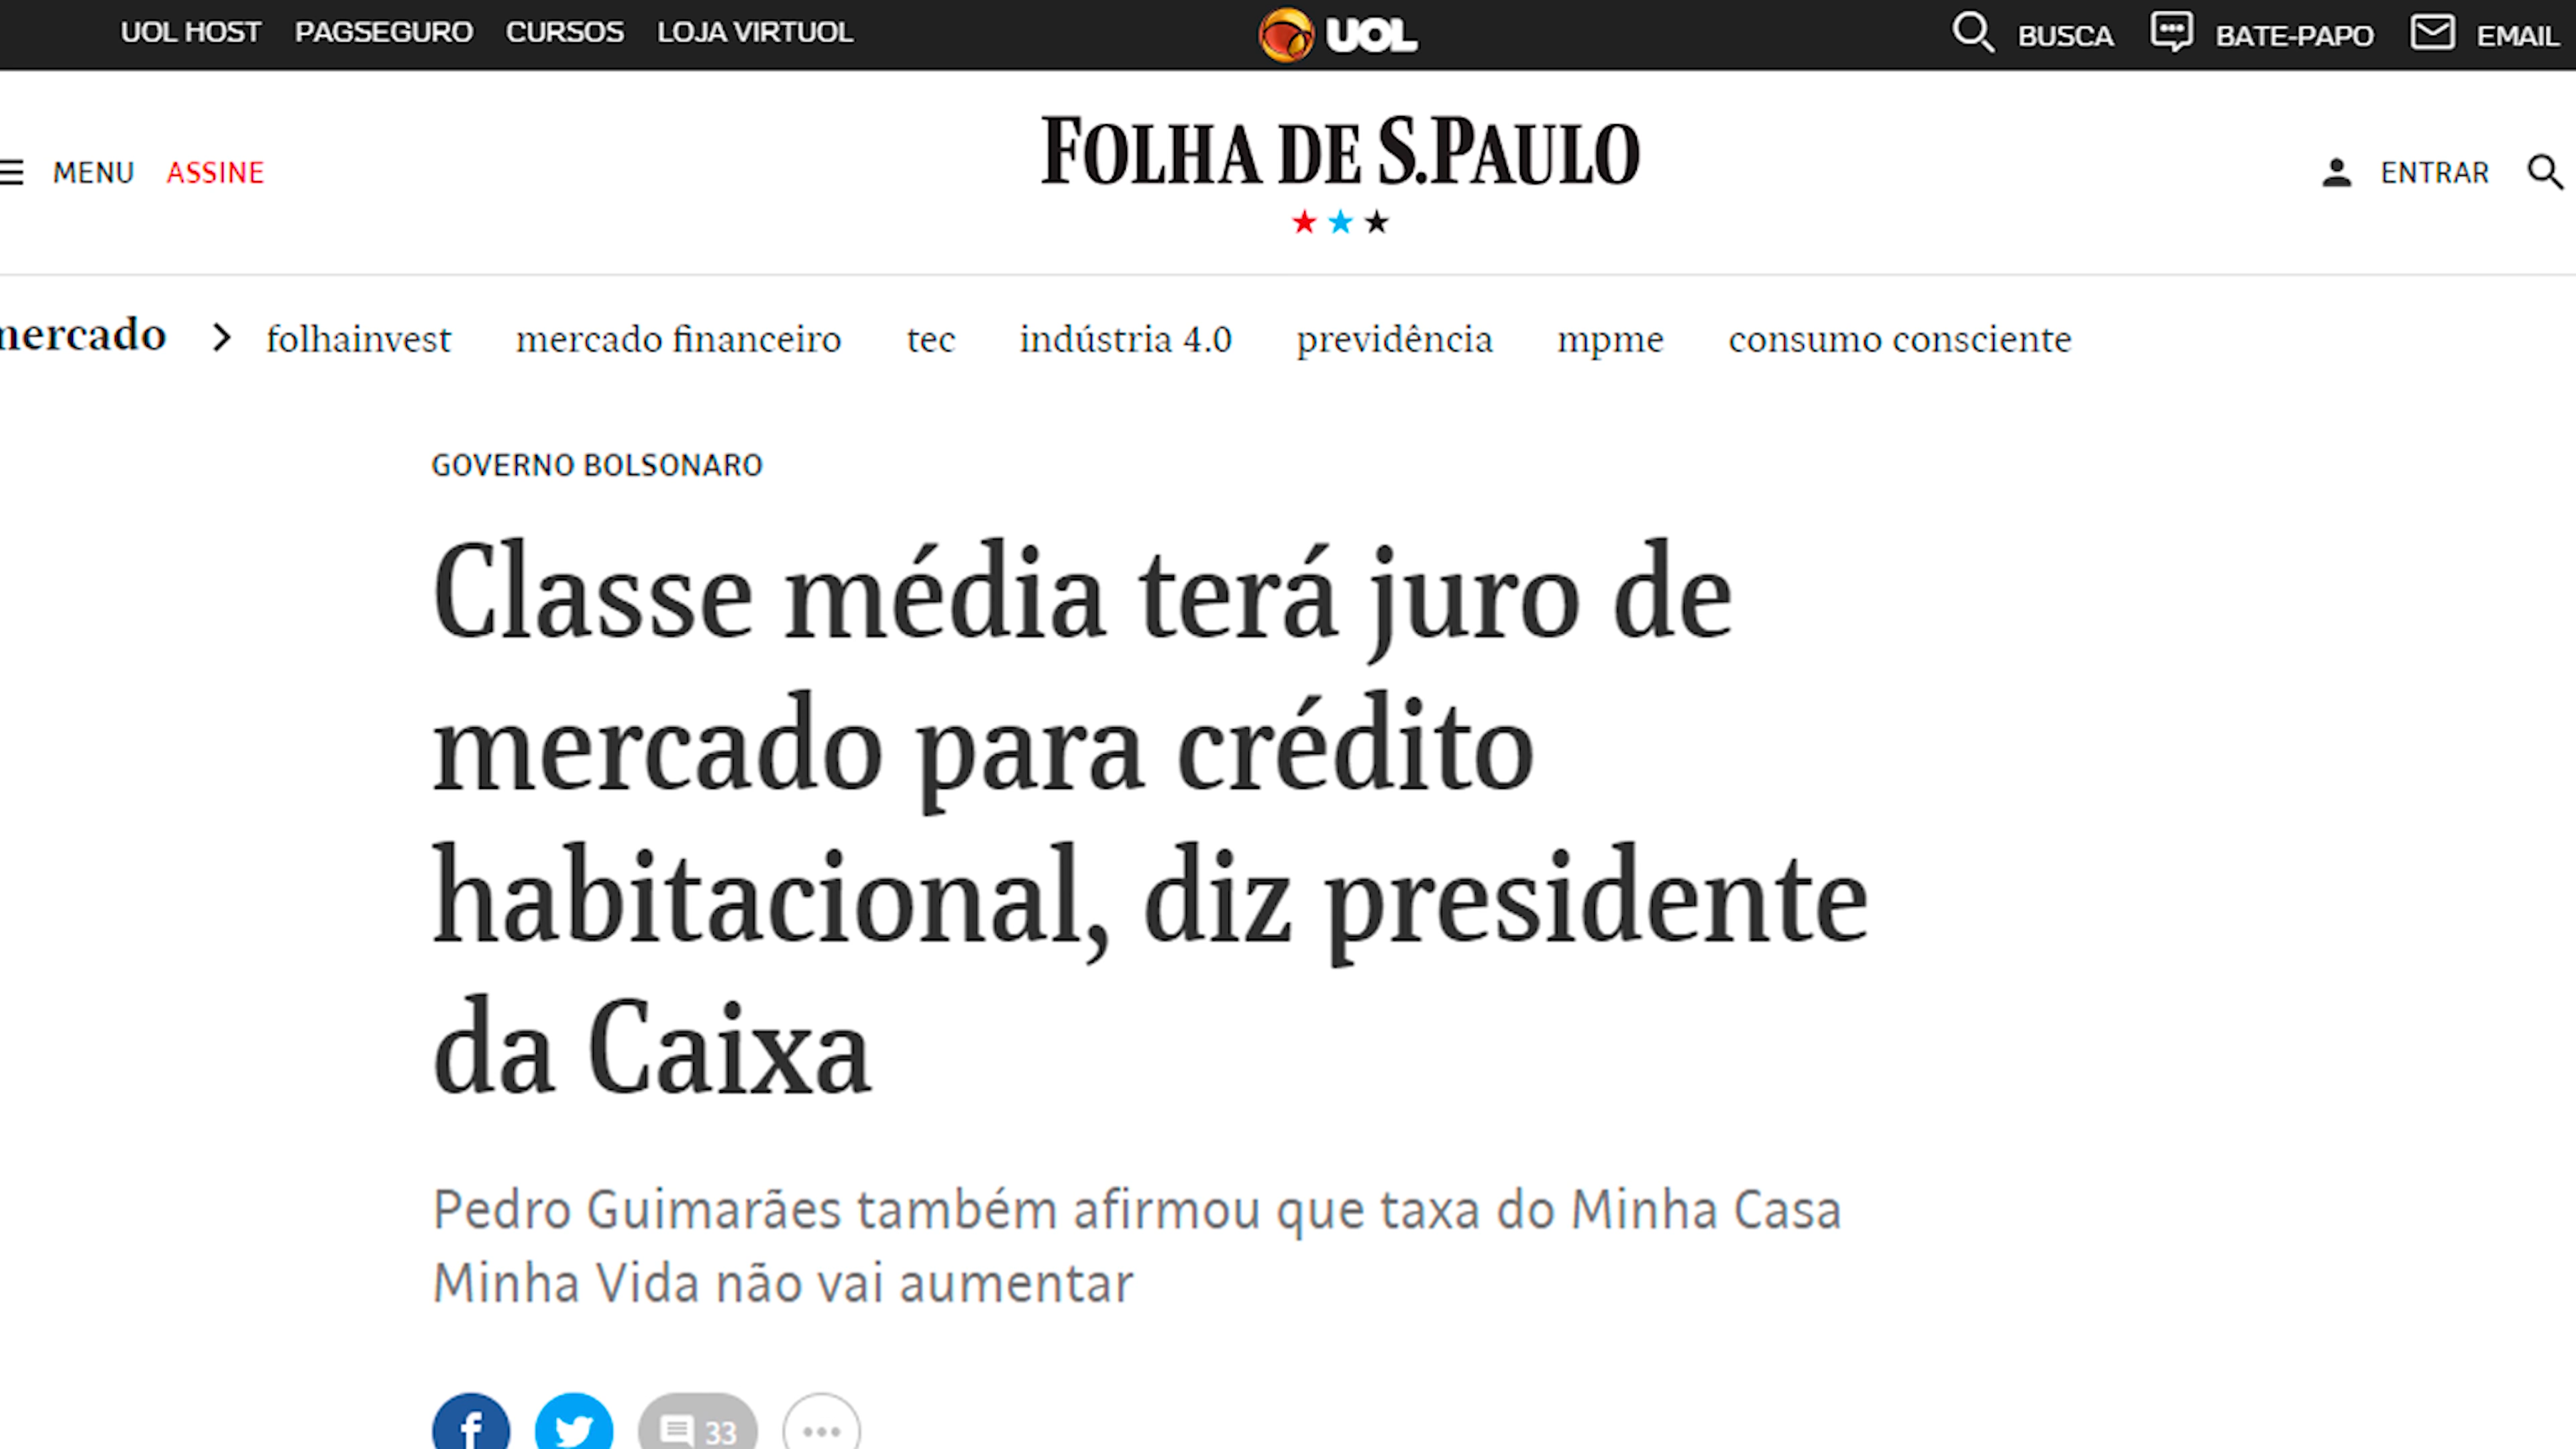 UOL HOST PAGSEGURO CURSOS LOJA VIRTUOL UOL BUSCA BATE-PAPO EMAIL
MENU ASSINE FOLHA DE S.PAULO ENTRAR
mercado > folhainvest mercado financeiro tec indústria 4.0 previdência mpme consumo consciente
GOVERNO BOLSONARO
Classe média terá juro de
mercado para crédito
habitacional, diz presidente
da Caixa
Pedro Guimarães também afirmou que taxa do Minha Casa
Minha Vida não vai aumentar
33